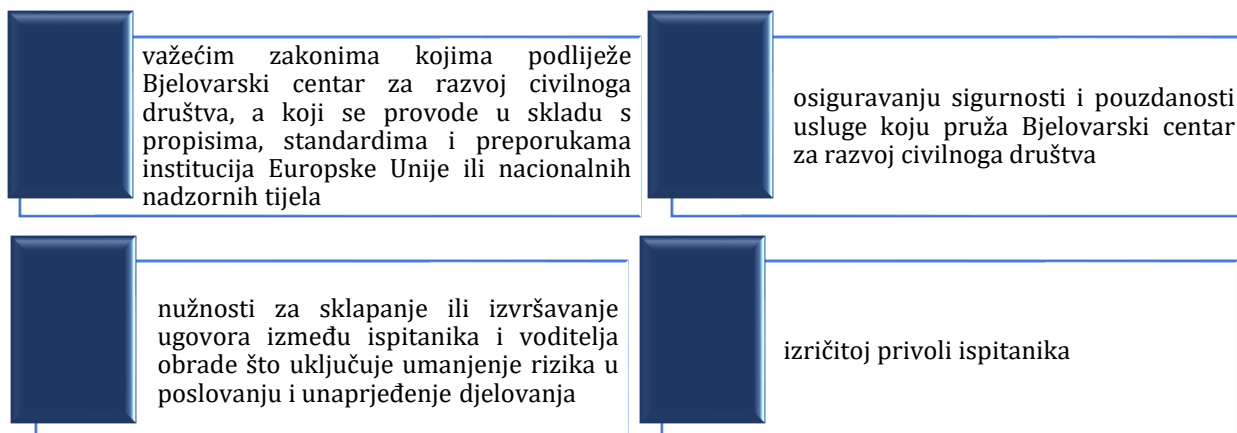 važećim zakonima kojima podliježe
Bjelovarski centar za razvoj civilnoga
društva, a koji se provode u skladu s
propisima, standardima i preporukama
institucija Europske Unije ili nacionalnih
nadzornih tijela
osiguravanju sigurnosti i pouzdanosti
usluge koju pruža Bjelovarski centar
za razvoj civilnoga društva
nužnosti za sklapanje ili izvršavanje
ugovora između ispitanika i voditelja
obrade što uključuje umanjenje rizika u
poslovanju i unaprjeđenje djelovanja
izričitoj privoli ispitanika